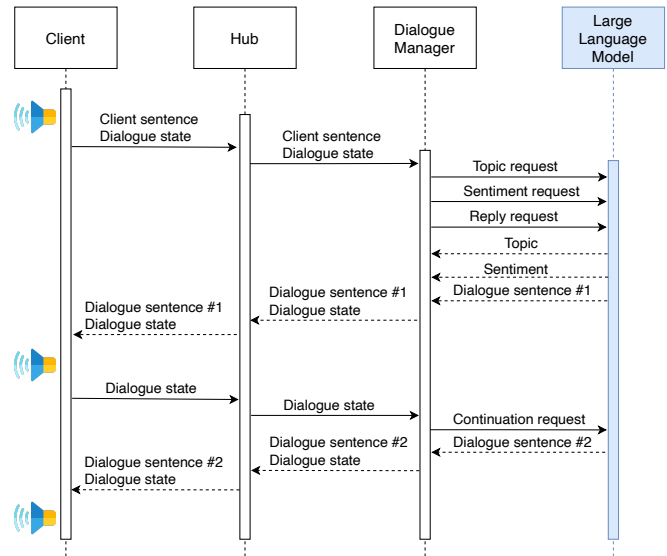 Client
Hub
Dialogue
Manager
Large
Language
Model
Client sentence
Dialogue state
Client sentence
Dialogue state
Topic request
Sentiment request
Reply request
Topic
Sentiment
Dialogue sentence #1
Dialogue sentence #1
Dialogue state
Dialogue sentence #1
Dialogue state
Dialogue state
Dialogue state
Continuation request
Dialogue sentence #2
Dialogue sentence #2
Dialogue state
Dialogue sentence #2
Dialogue state